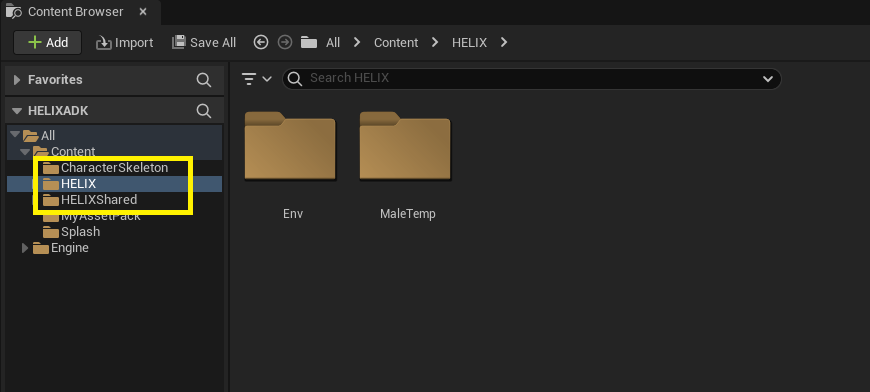 Content Browser
Add Import Save All All Content HELIX
Favorites
Search HELIX
HELIXADK
All
Content
CharacterSkeleton
HELIX
HELIXShared
MyAssetPack
Splash
Engine
Env MaleTemp